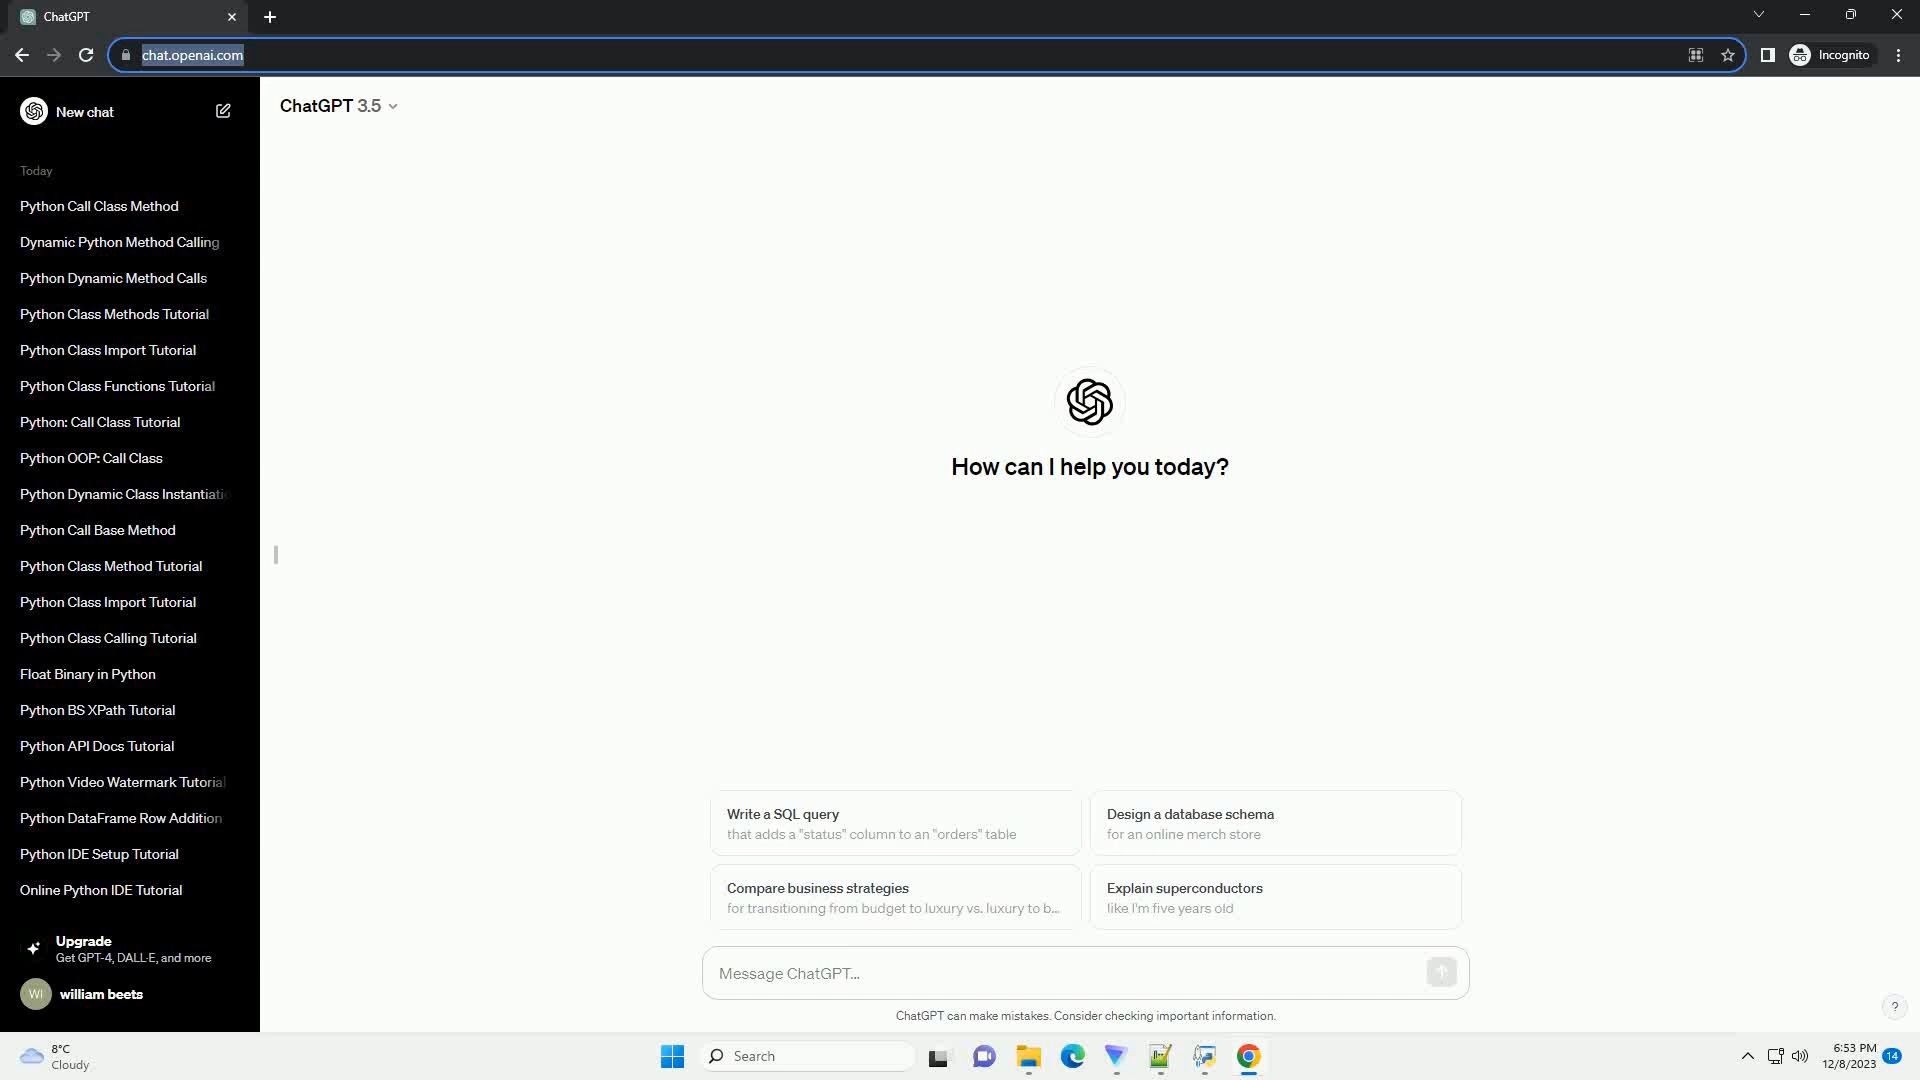 ChatGPT
chat.openai.com
Incognito
New chat
ChatGPT 3.5
Today
Python Call Class Method
Dynamic Python Method Calling
Python Dynamic Method Calls
Python Class Methods Tutorial
Python Class Import Tutorial
Python Class Functions Tutorial
Python: Call Class Tutorial
Python OOP: Call Class
Python Dynamic Class Instantiatio
Python Call Base Method
Python Class Method Tutorial
Python Class Import Tutorial
Python Class Calling Tutorial
Float Binary in Python
Python BS XPath Tutorial
Python API Docs Tutorial
Python Video Watermark Tutorial
Python DataFrame Row Addition
Python IDE Setup Tutorial
Online Python IDE Tutorial
Upgrade
Get GPT-4, DALL·E, and more
WI
william beets
How can I help you today?
Write a SQL query
that adds a "status" column to an "orders" table
Design a database schema
for an online merch store
Compare business strategies
for transitioning from budget to luxury vs. luxury to b...
Explain superconductors
like I'm five years old
Message ChatGPT...
ChatGPT can make mistakes. Consider checking important information.
?
8°C
Cloudy
Search
6:53 PM
12/8/2023
14